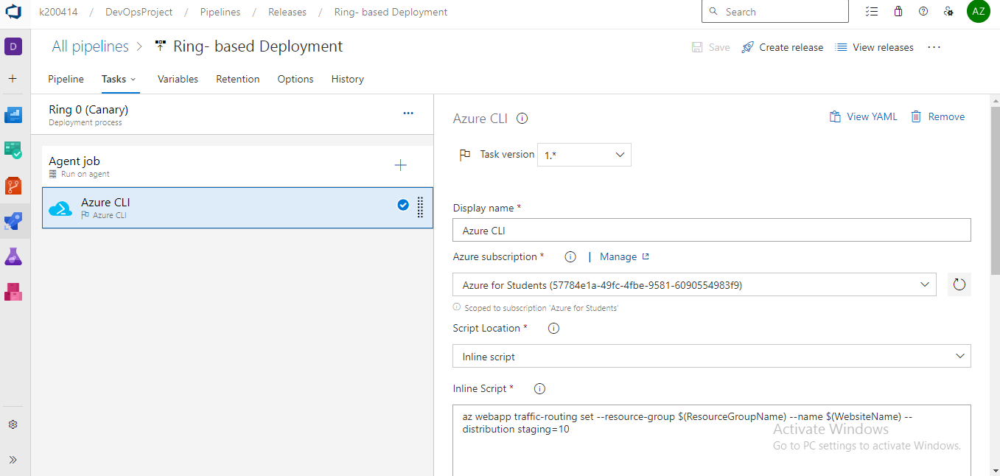 k200414 / DevOpsProject / Pipelines / Releases / Ring- based Deployment
Search
AZ
D
All pipelines > Ring- based Deployment
Save
Create release
View releases
Pipeline
Tasks
Variables
Retention
Options
History
Ring 0 (Canary)
Deployment process
Agent job
Run on agent
Azure CLI
Azure CLI
Azure CLI
View YAML
Remove
Task version
1.*
Display name *
Azure CLI
Azure subscription *
| Manage
Azure for Students (57784e1a-49fc-4fbe-9581-6090554983f9)
Scoped to subscription 'Azure for Students'
Script Location *
Inline script
Inline Script *
az webapp traffic-routing set --resource-group $(ResourceGroupName) --name $(WebsiteName) --
distribution staging=10
Activate Windows
Go to PC settings to activate Windows.